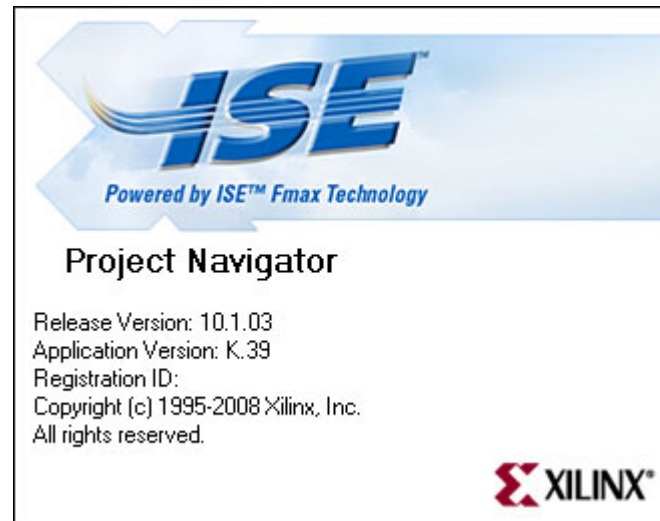 ISE™
Powered by ISE™ Fmax Technology
Project Navigator
Release Version: 10.1.03
Application Version: K.39
Registration ID:
Copyright (c) 1995-2008 Xilinx, Inc.
All rights reserved.
XILINX®